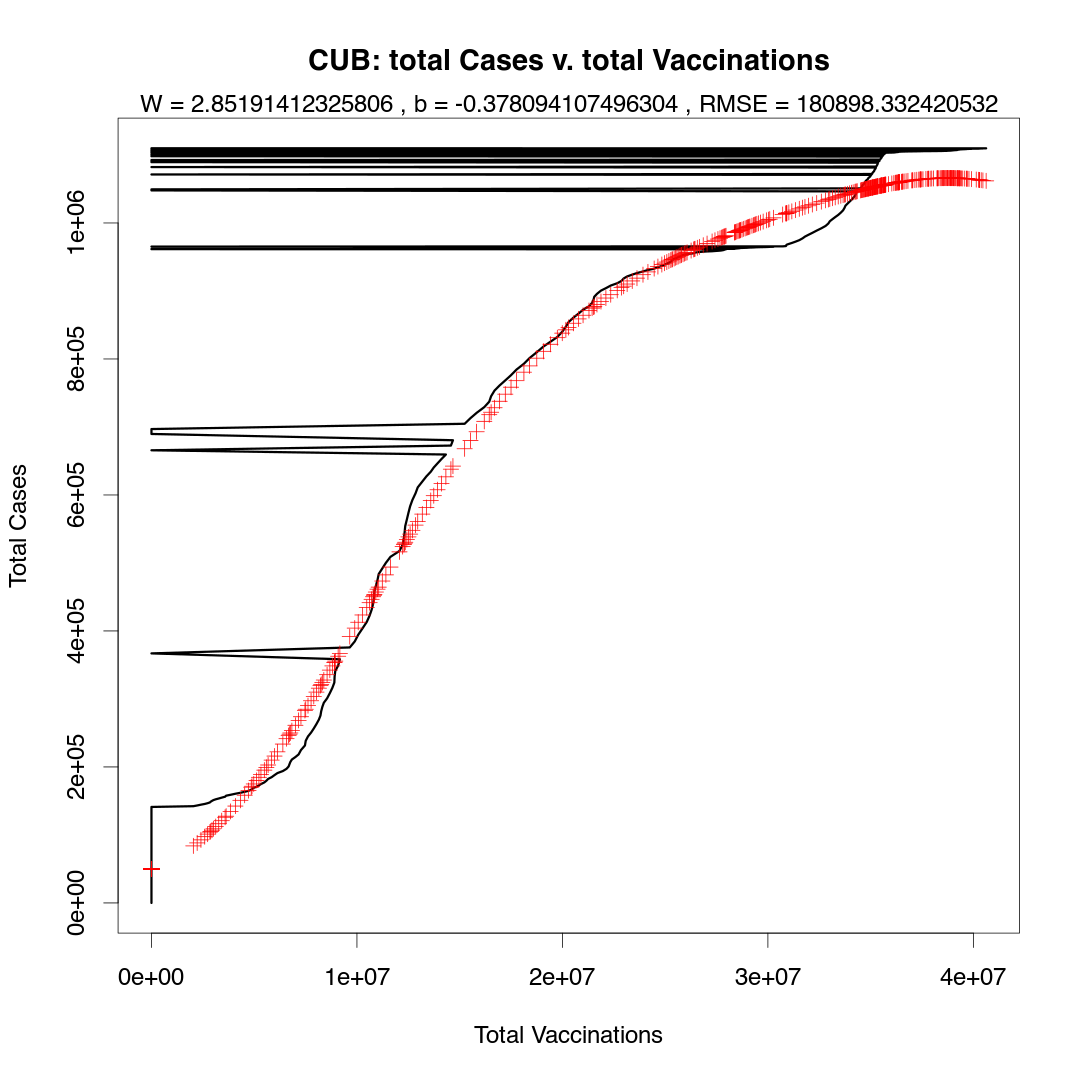 CUB: total Cases v. total Vaccinations
W = 2.85191412325806 , b = -0.378094107496304 , RMSE = 180898.332420532
1e+06
8e+05
6e+05
4e+05
2e+05
0e+00
Total Cases
0e+00 1e+07 2e+07 3e+07 4e+07
Total Vaccinations